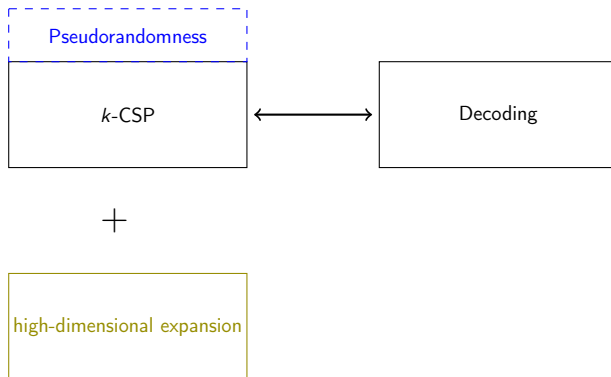 Pseudorandomness
k-CSP
Decoding
+
high-dimensional expansion